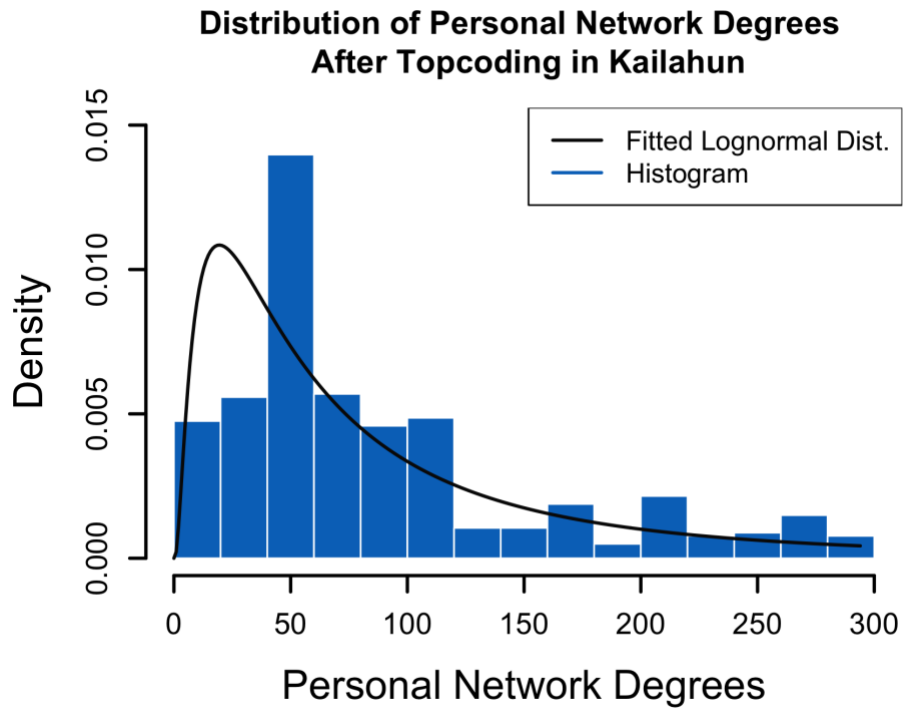 Distribution of Personal Network Degrees
After Topcoding in Kailahun
Fitted Lognormal Dist.
Histogram
Density
0.015
0.010
0.005
0.000
0 50 100 150 200 250 300
Personal Network Degrees